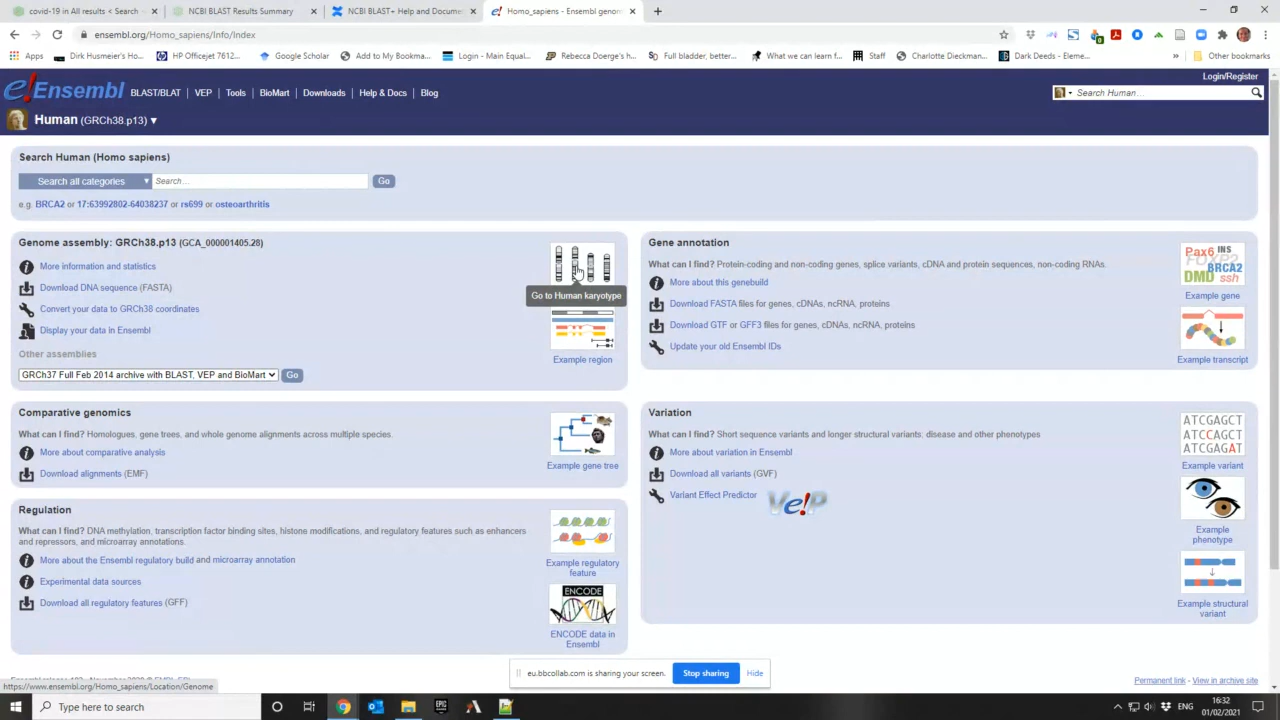 covid-19 in All results < Search
NCBI BLAST Results Summary
NCBI BLAST+ Help and Documen
Homo_sapiens - Ensembl genom
ensembl.org/Homo_sapiens/Info/Index
Apps
Dirk Husmeier's Ho...
HP Officejet 7612...
Google Scholar
Add to My Bookma...
Login - Main Equal...
Rebecca Doerge's h...
Full bladder, better...
What we can learn f...
Staff
Charlotte Dieckman...
Dark Deeds - Eleme...
»
Other bookmarks
Login/Register
e!Ensembl
BLAST/BLAT | VEP | Tools | BioMart | Downloads | Help & Docs | Blog
Search Human…
Human (GRCh38.p13) ▼
Search Human (Homo sapiens)
Search all categories
Search…
Go
e.g. BRCA2 or 17:63992802-64038237 or rs699 or osteoarthritis
Genome assembly: GRCh38.p13 (GCA_000001405.28)
More information and statistics
Download DNA sequence (FASTA)
Convert your data to GRCh38 coordinates
Display your data in Ensembl
Other assemblies
GRCh37 Full Feb 2014 archive with BLAST, VEP and BioMart
Go
Go to Human karyotype
Example region
Gene annotation
What can I find? Protein-coding and non-coding genes, splice variants, cDNA and protein sequences, non-coding RNAs.
More about this genebuild
Download FASTA files for genes, cDNAs, ncRNA, proteins
Download GTF or GFF3 files for genes, cDNAs, ncRNA, proteins
Update your old Ensembl IDs
Pax6 INS
FOXP2
BRCA2
DMD ssh
Example gene
Example transcript
Comparative genomics
What can I find? Homologues, gene trees, and whole genome alignments across multiple species.
More about comparative analysis
Download alignments (EMF)
Example gene tree
Variation
What can I find? Short sequence variants and longer structural variants; disease and other phenotypes
More about variation in Ensembl
Download all variants (GVF)
Variant Effect Predictor
Ve!P
ATCGAGCT
ATCCAGCT
ATCGAGAT
Example variant
Example
phenotype
Example structural
variant
Regulation
What can I find? DNA methylation, transcription factor binding sites, histone modifications, and regulatory features such as enhancers
and repressors, and microarray annotations.
More about the Ensembl regulatory build and microarray annotation
Experimental data sources
Download all regulatory features (GFF)
Example regulatory
feature
ENCODE
ENCODE data in
Ensembl
eu.bbcollab.com is sharing your screen.
Stop sharing
Hide
Permanent link - View in archive site
https://www.ensembl.org/Homo_sapiens/Location/Genome
Type here to search
EPIC
ENG
16:32
01/02/2021